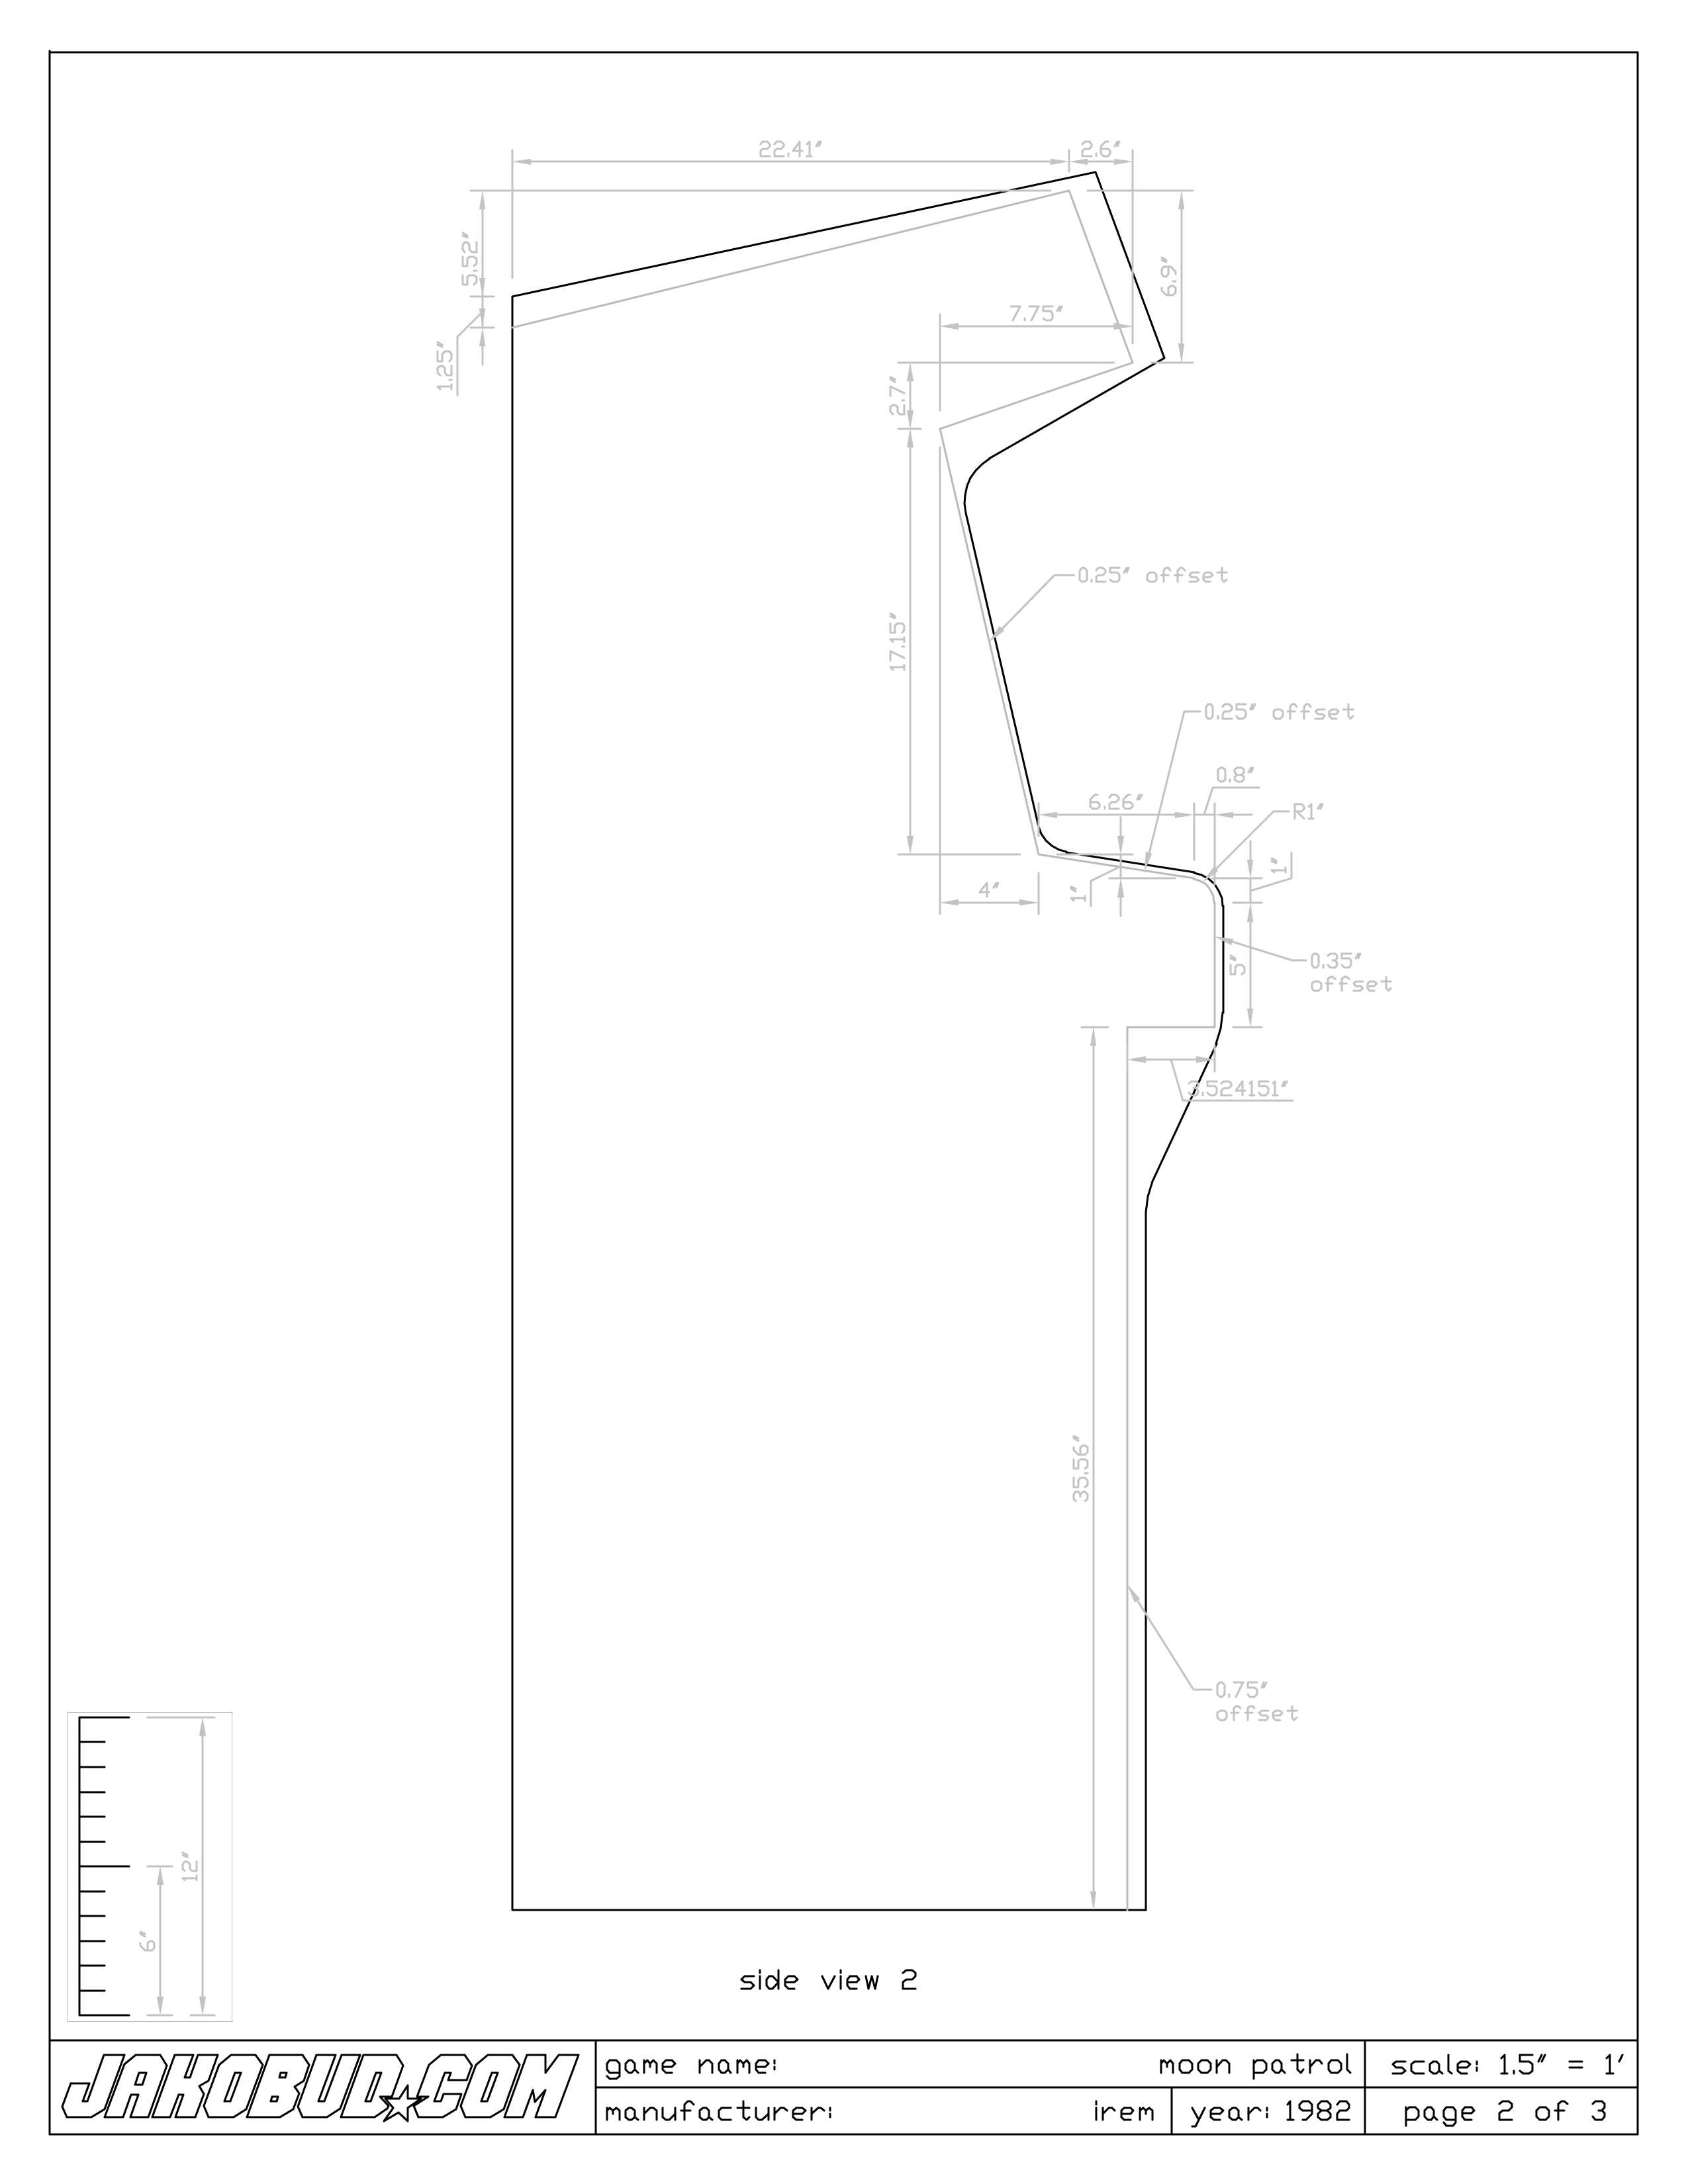 22.41"
2.6"
5.52"
6.9"
7.75"
1.25"
2.7"
0.25" offset
17.15"
0.25" offset
0.8"
6.26"
R1"
1"
4"
1"
0.35"
offset
5"
3.524151"
35.56"
0.75"
offset
12"
6"
side view 2
JAKOBUD.COM
game name:
moon patrol
scale: 1.5" = 1'
manufacturer:
irem
year: 1982
page 2 of 3